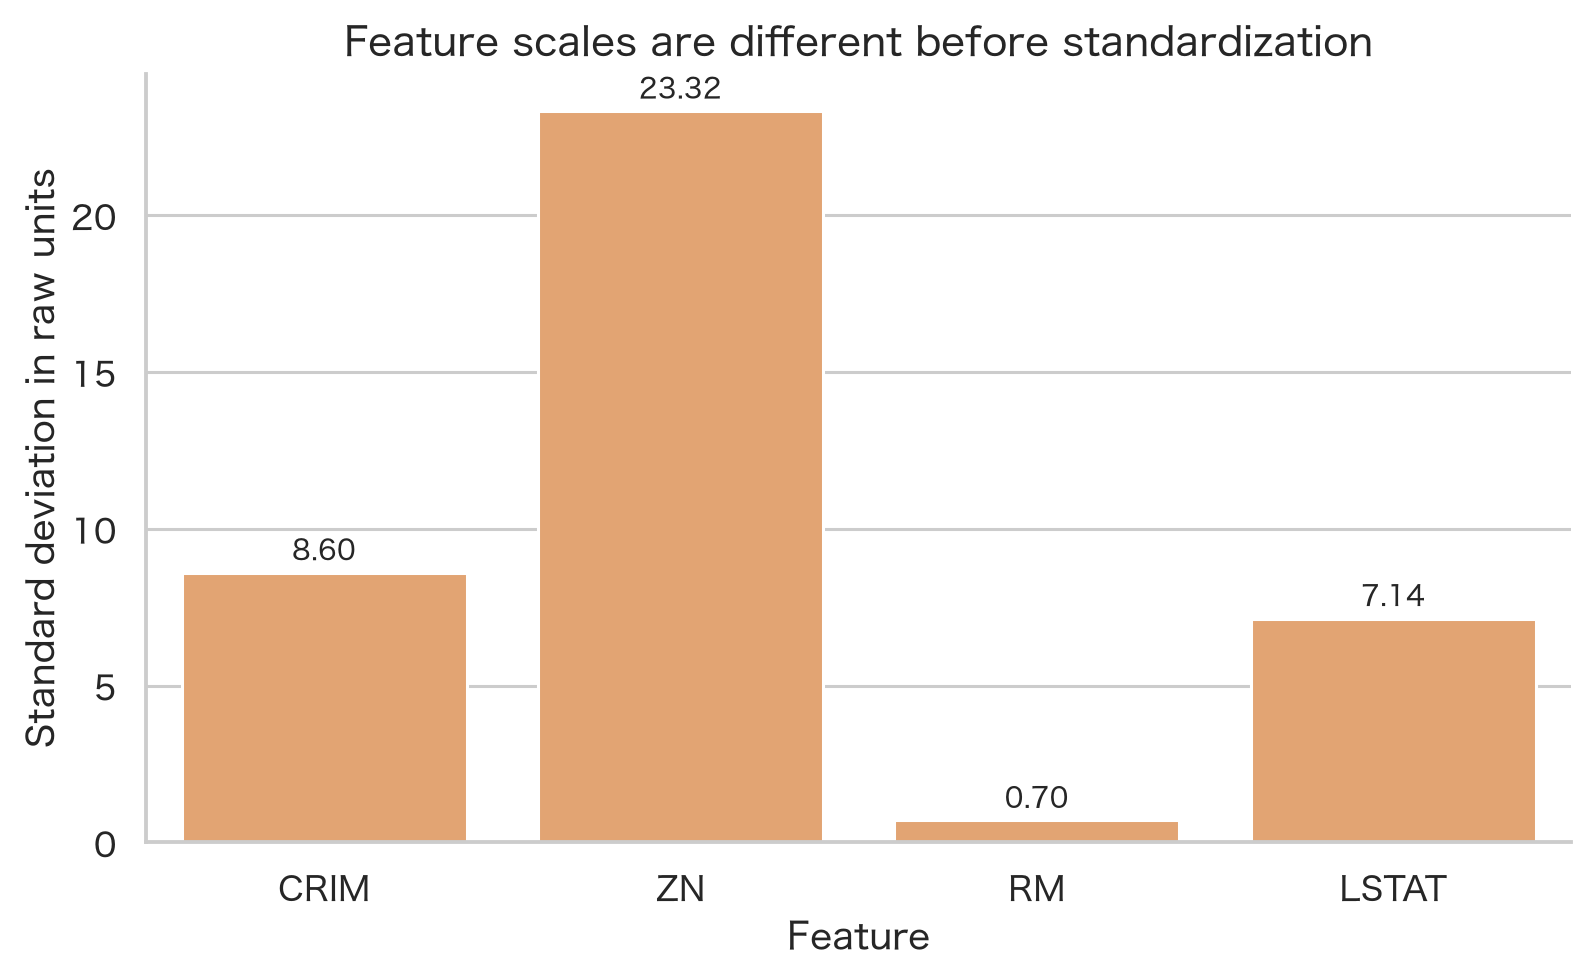 Feature scales are different before standardization
23.32
20
15
10
8.60
7.14
5
0.70
0
Standard deviation in raw units
CRIM
ZN
RM
LSTAT
Feature